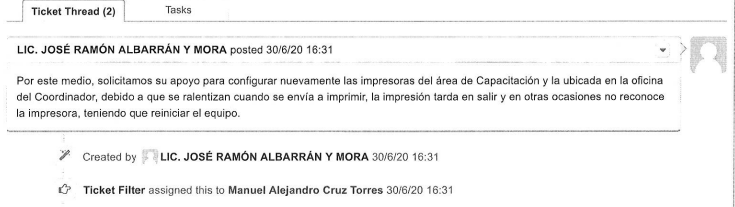 Ticket Thread (2) Tasks
LIC. JOSÉ RAMÓN ALBARRÁN Y MORA posted 30/6/20 16:31
Por este medio, solicitamos su apoyo para configurar nuevamente las impresoras del área de Capacitación y la ubicada en la oficina
del Coordinador, debido a que se ralentizan cuando se envía a imprimir, la impresión tarda en salir y en otras ocasiones no reconoce
la impresora, teniendo que reiniciar el equipo.
Created by LIC. JOSÉ RAMÓN ALBARRÁN Y MORA 30/6/20 16:31
Ticket Filter assigned this to Manuel Alejandro Cruz Torres 30/6/20 16:31